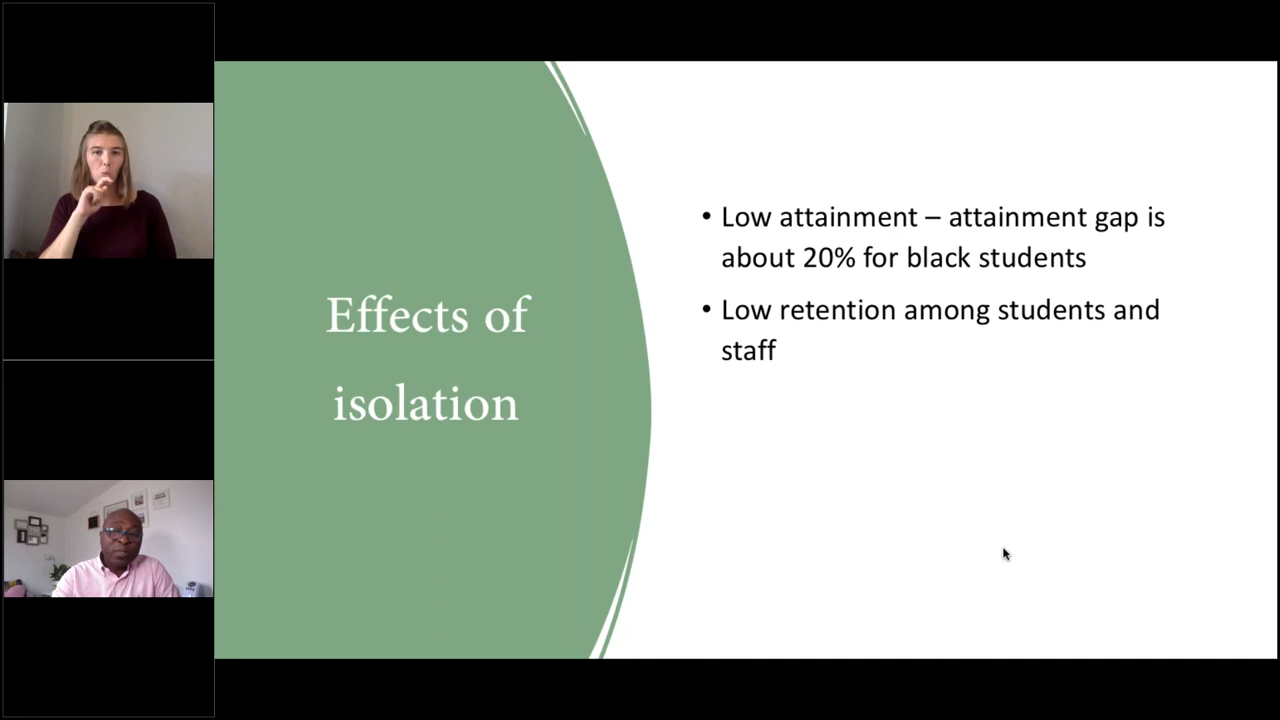 Effects of
isolation
• Low attainment – attainment gap is
about 20% for black students
• Low retention among students and
staff